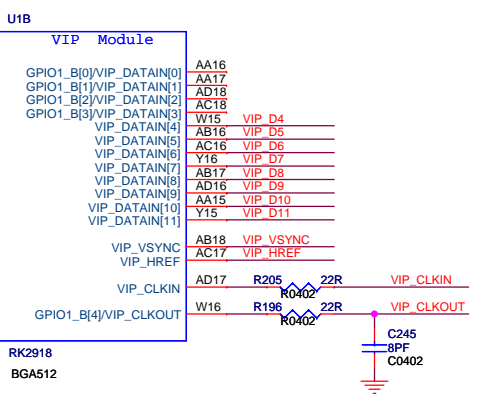 U1B
VIP Module
GPIO1_B[0]/VIP_DATAIN[0] AA16
GPIO1_B[1]/VIP_DATAIN[1] AA17
GPIO1_B[2]/VIP_DATAIN[2] AD18
GPIO1_B[3]/VIP_DATAIN[3] AC18
VIP_DATAIN[4] W15 VIP_D4
VIP_DATAIN[5] AB16 VIP_D5
VIP_DATAIN[6] AC16 VIP_D6
VIP_DATAIN[7] Y16 VIP_D7
VIP_DATAIN[8] AB17 VIP_D8
VIP_DATAIN[9] AD16 VIP_D9
VIP_DATAIN[10] AA15 VIP_D10
VIP_DATAIN[11] Y15 VIP_D11
VIP_VSYNC AB18 VIP_VSYNC
VIP_HREF AC17 VIP_HREF
VIP_CLKIN AD17 R205 22R VIP_CLKIN
R0402
GPIO1_B[4]/VIP_CLKOUT W16 R196 22R VIP_CLKOUT
R0402
C245
8PF
C0402
RK2918
BGA512